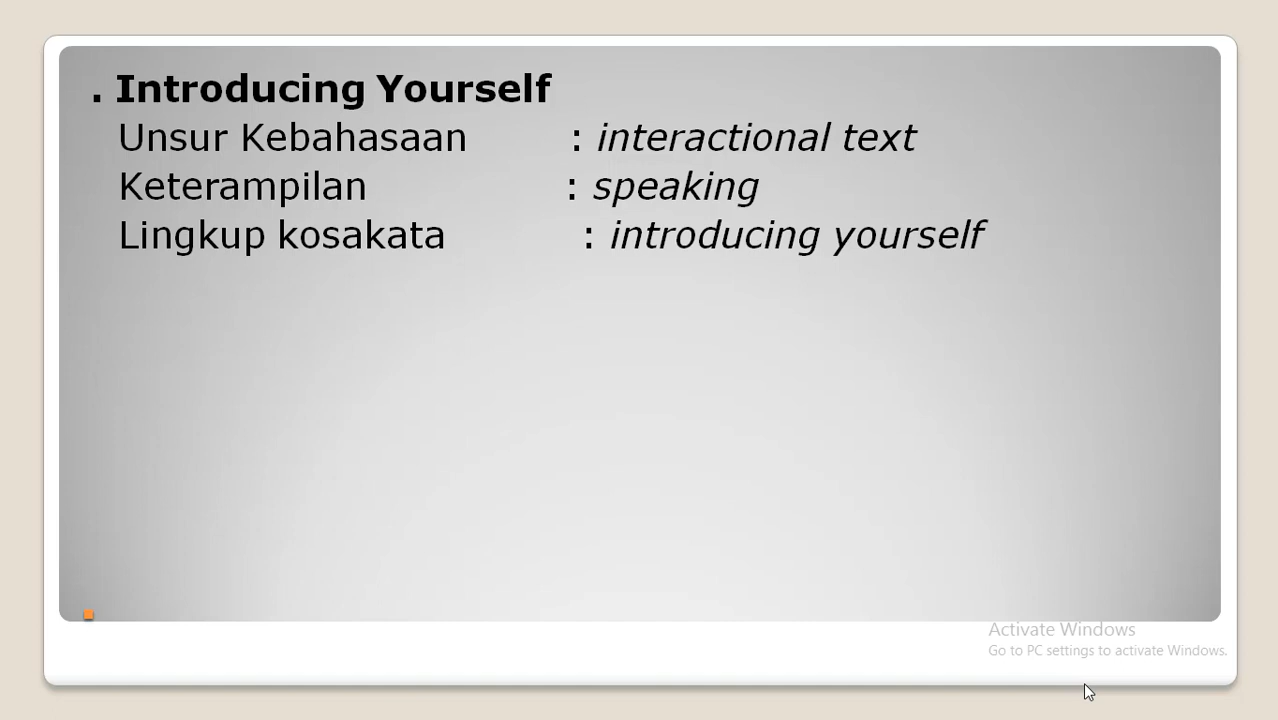 . Introducing Yourself
Unsur Kebahasaan : interactional text
Keterampilan : speaking
Lingkup kosakata : introducing yourself
Activate Windows
Go to PC settings to activate Windows.